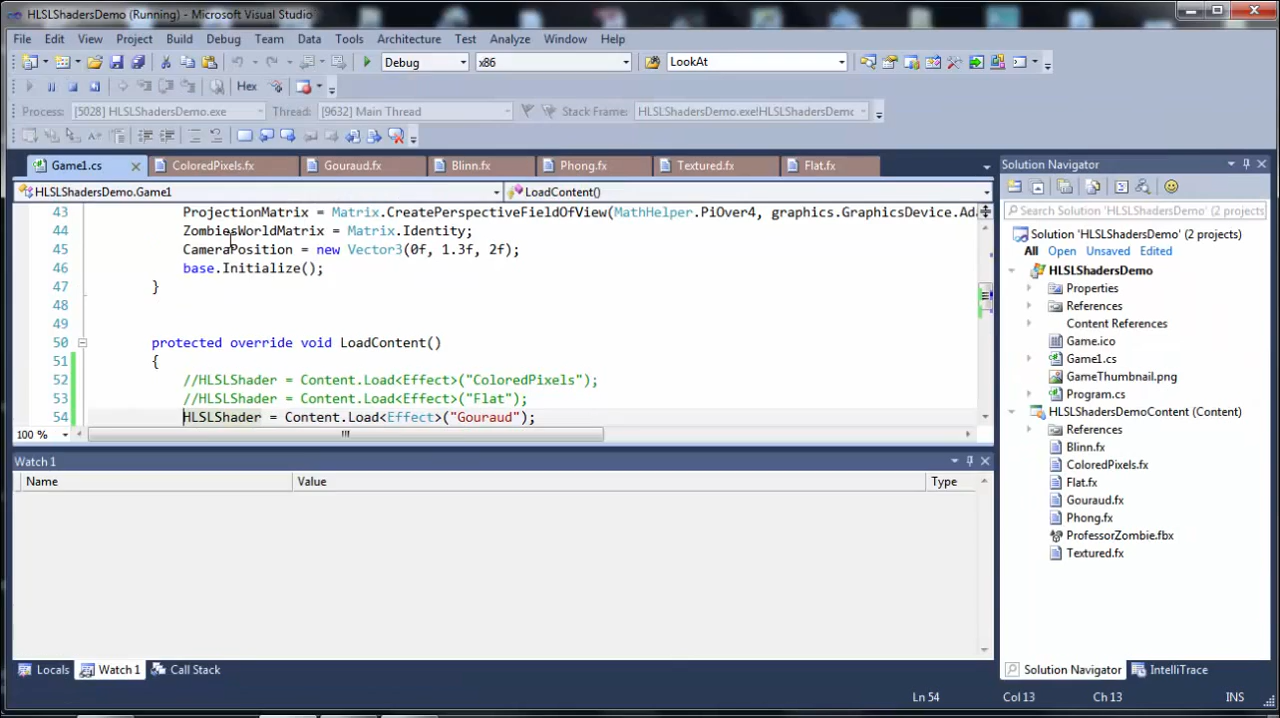 HLSLShadersDemo (Running) - Microsoft Visual Studio
File Edit View Project Build Debug Team Data Tools Architecture Test Analyze Window Help
Debug x86 LookAt
Hex
Process: [5028] HLSLShadersDemo.exe Thread: [9632] Main Thread Stack Frame: HLSLShadersDemo.exe!HLSLShadersDemo
Game1.cs ColoredPixels.fx Gouraud.fx Blinn.fx Phong.fx Textured.fx Flat.fx
HLSLShadersDemo.Game1 LoadContent()
43 ProjectionMatrix = Matrix.CreatePerspectiveFieldOfView(MathHelper.PiOver4, graphics.GraphicsDevice.Ada
44 ZombiesWorldMatrix = Matrix.Identity;
45 CameraPosition = new Vector3(0f, 1.3f, 2f);
46 base.Initialize();
47 }
48
49
50 protected override void LoadContent()
51 {
52 //HLSLShader = Content.Load<Effect>("ColoredPixels");
53 //HLSLShader = Content.Load<Effect>("Flat");
54 HLSLShader = Content.Load<Effect>("Gouraud");
100 %
Watch 1
Name Value Type
Locals Watch 1 Call Stack
Solution Navigator
Search Solution 'HLSLShadersDemo' (2 projects)
Solution 'HLSLShadersDemo' (2 projects)
All Open Unsaved Edited
HLSLShadersDemo
Properties
References
Content References
Game.ico
Game1.cs
GameThumbnail.png
Program.cs
HLSLShadersDemoContent (Content)
References
Blinn.fx
ColoredPixels.fx
Flat.fx
Gouraud.fx
Phong.fx
ProfessorZombie.fbx
Textured.fx
Solution Navigator IntelliTrace
Ln 54 Col 13 Ch 13 INS